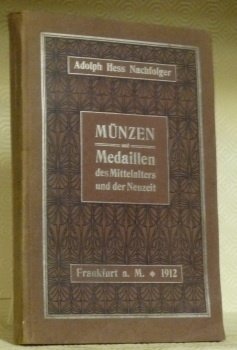 Adolph Hess Nachfolger
MÜNZEN
und
Medaillen
des Mittelalters
und der Neuzeit
Frankfurt a. M. ✦ 1912